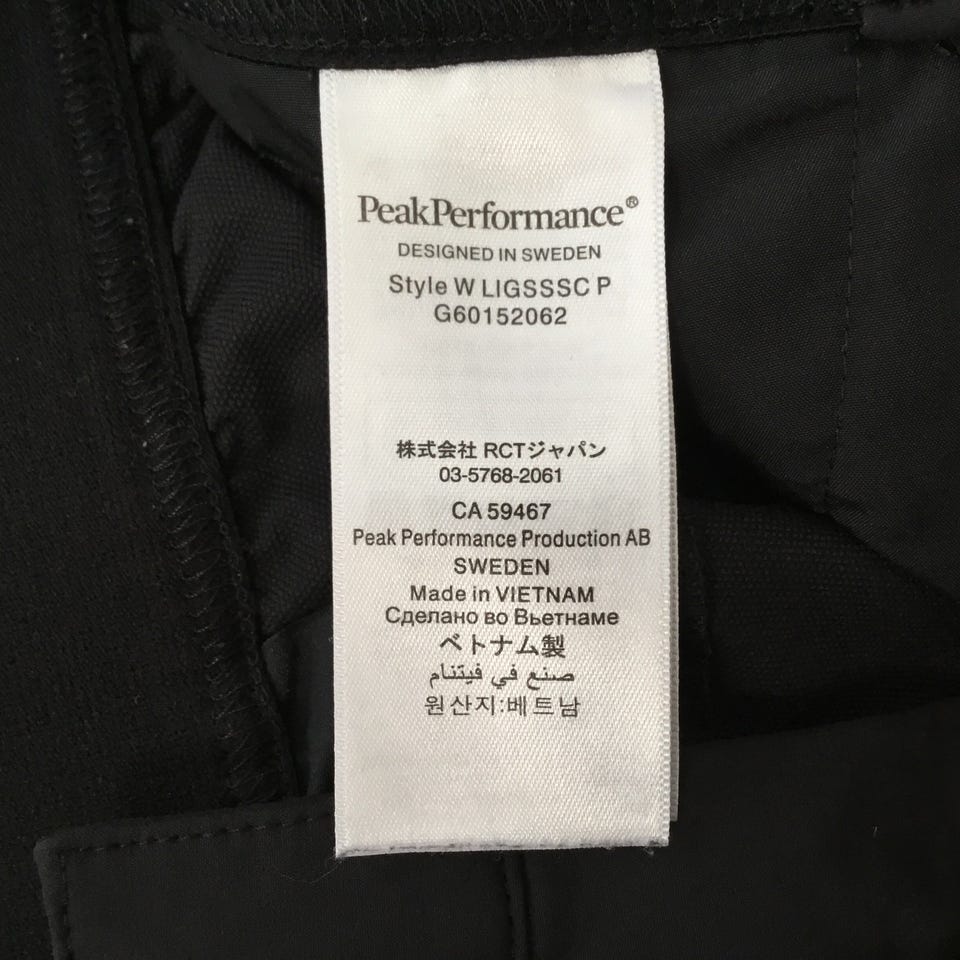 PeakPerformance®
DESIGNED IN SWEDEN
Style W LIGSSSC P
G60152062
株式会社 RCTジャパン
03-5768-2061
CA 59467
Peak Performance Production AB
SWEDEN
Made in VIETNAM
Сделано во Вьетнаме
ベトナム製
صنع في فيتنام
원산지:베트남